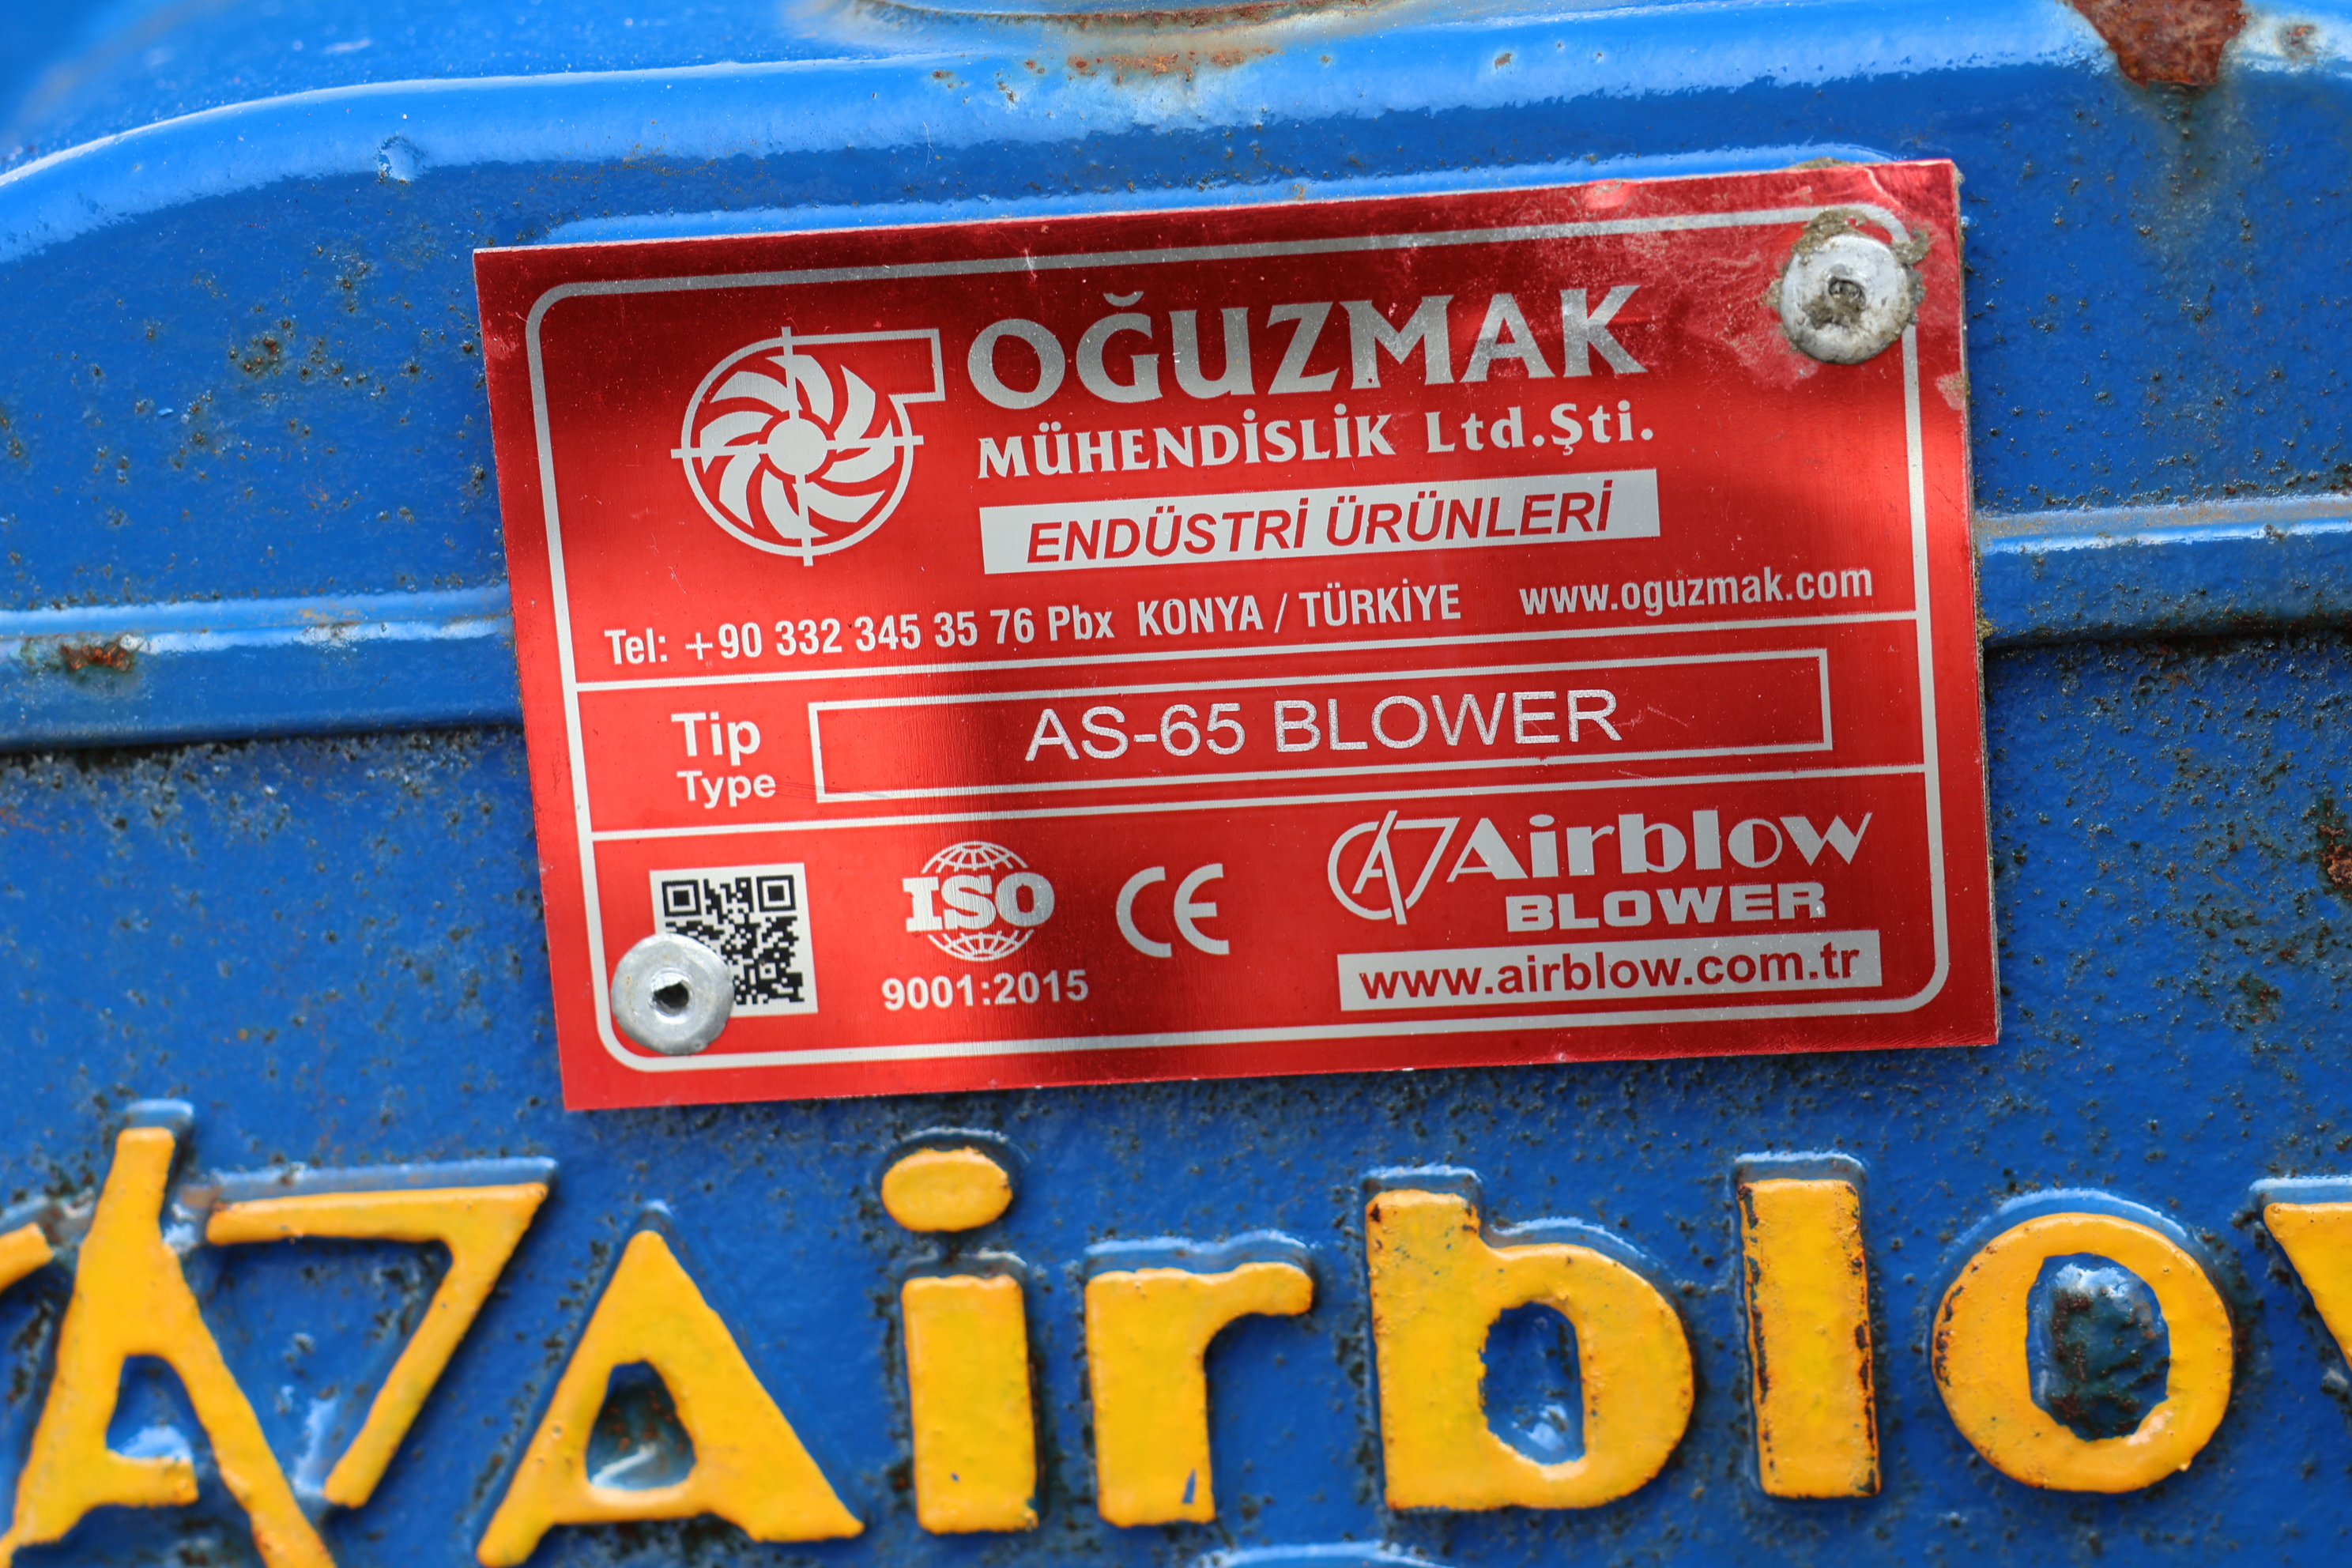 OĞUZMAK
MÜHENDİSLİK Ltd.Şti.
ENDÜSTRİ ÜRÜNLERİ
Tel: +90 332 345 35 76 Pbx KONYA / TÜRKİYE www.oguzmak.com
Tip
Type
AS-65 BLOWER
ISO
9001:2015
CE
Airblow
BLOWER
www.airblow.com.tr
Airblow